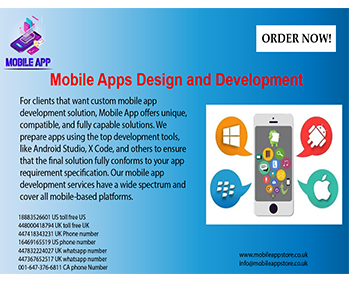 MOBILE APP
ORDER NOW!
Mobile Apps Design and Development
For clients that want custom mobile app
development solution, Mobile App offers unique,
compatible, and fully capable solutions. We
prepare apps using the top development tools,
like Android Studio, X Code, and others to ensure
that the final solution fully conforms to your app
requirement specification. Our mobile app
development services have a wide spectrum and
cover all mobile-based platforms.
18883526601 US toll free US
448000418794 UK toll free UK
447418343231 UK Phone number
16469165519 US phone number
447832224027 UK whatsapp number
447367652517 UK whatsapp number
001-647-376-6811 CA phone Number
www.mobileappstore.co.uk
info@mobileappstore.co.uk